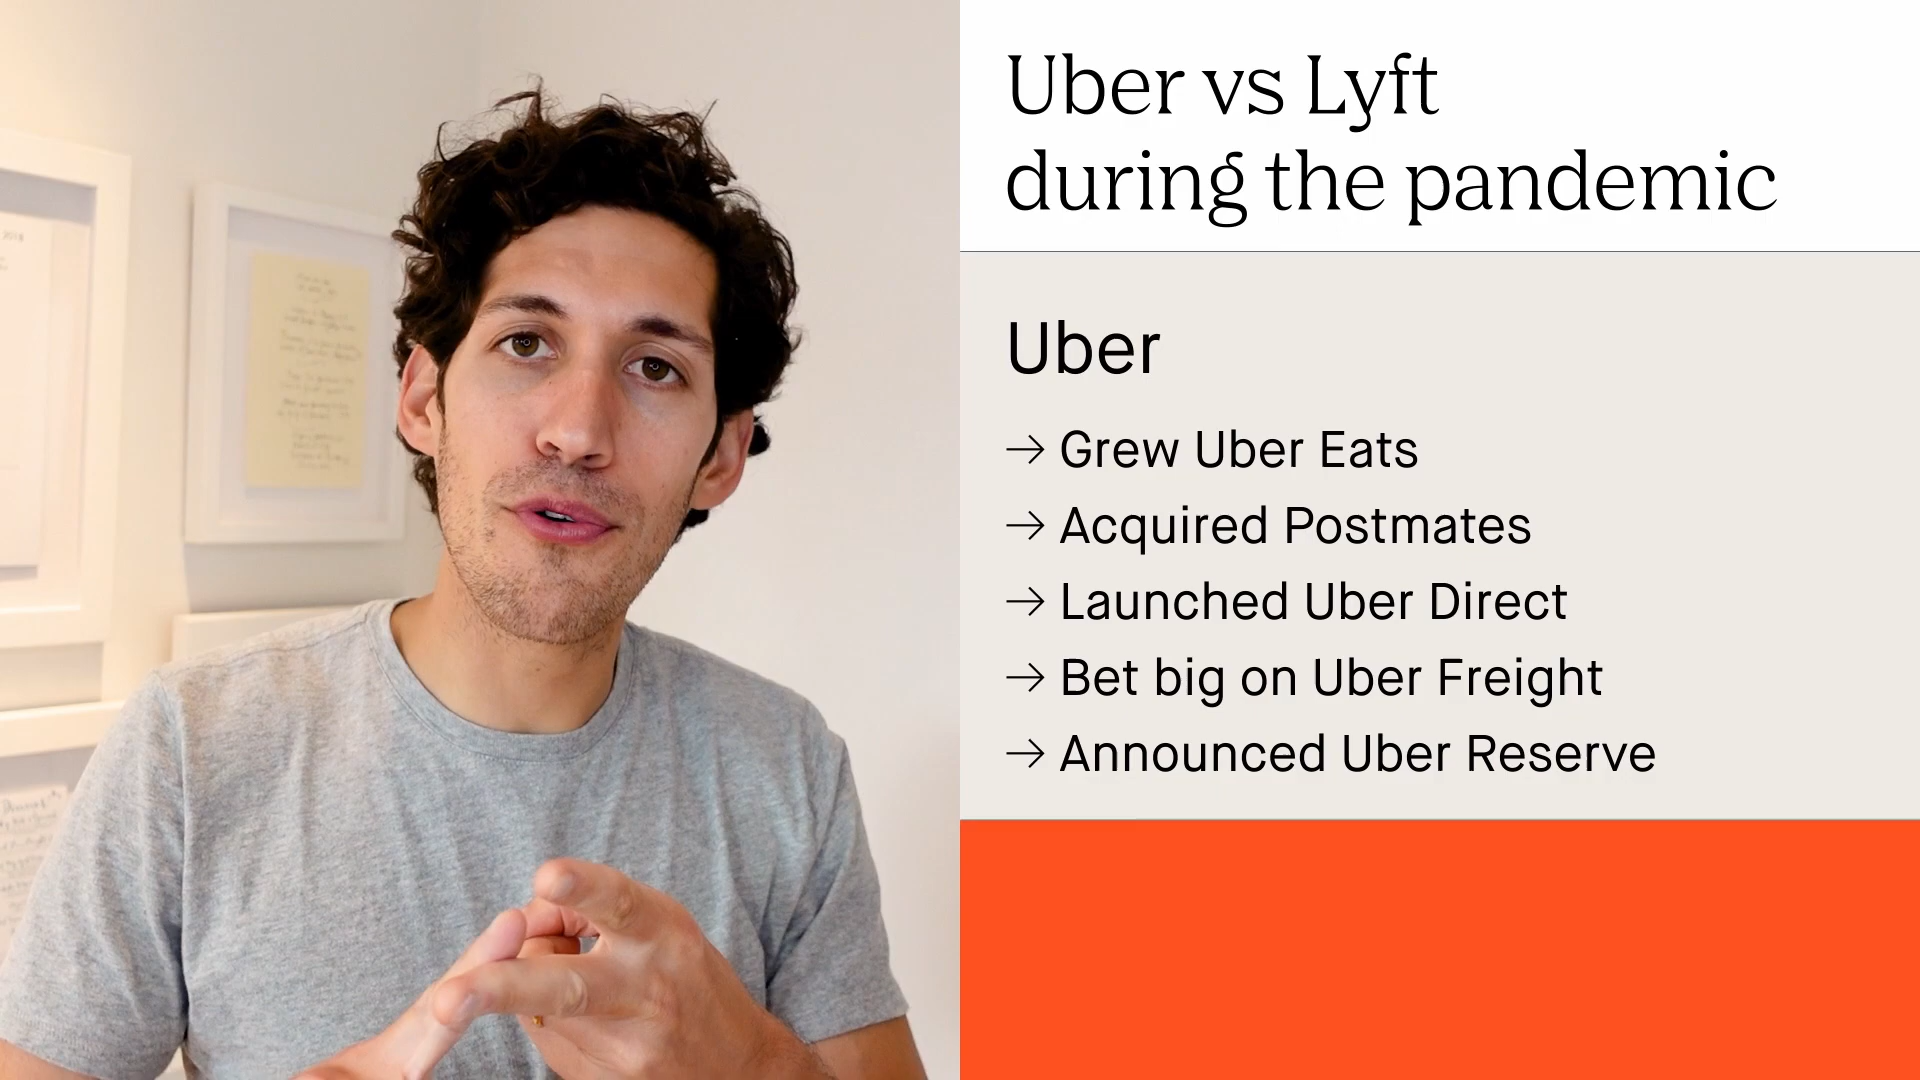 Uber vs Lyft
during the pandemic
Uber
→ Grew Uber Eats
→ Acquired Postmates
→ Launched Uber Direct
→ Bet big on Uber Freight
→ Announced Uber Reserve